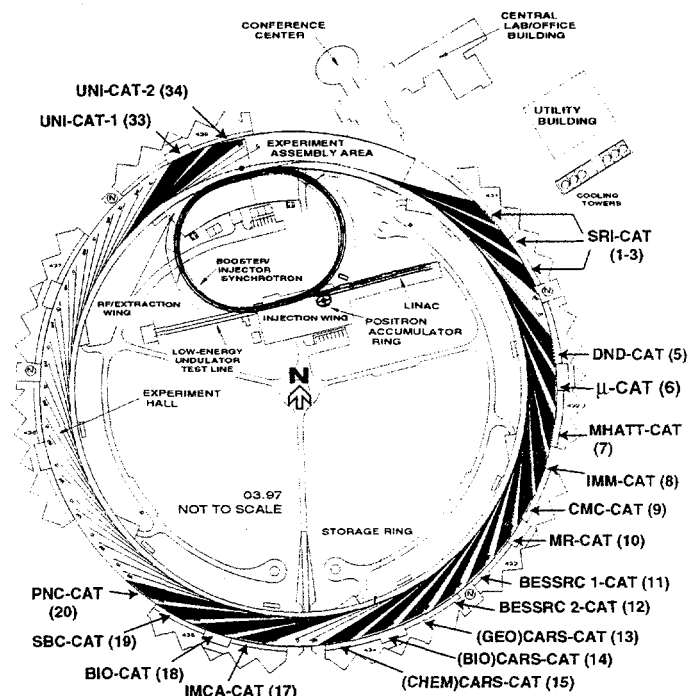 CENTRAL
LAB/OFFICE
BUILDING
CONFERENCE
CENTER
UNI-CAT-2 (34)
UNI-CAT-1 (33)
UTILITY
BUILDING
EXPERIMENT
ASSEMBLY AREA
COOLING
TOWERS
SRI-CAT
(1-3)
BOOSTER/
INJECTOR
SYNCHROTRON
LINAC
RF/EXTRACTION
WING
INJECTION WING
POSITRON
ACCUMULATOR
RING
LOW-ENERGY
UNDULATOR
TEST LINE
DND-CAT (5)
N
μ-CAT (6)
EXPERIMENT
HALL
MHATT-CAT
(7)
IMM-CAT (8)
03.97
NOT TO SCALE
CMC-CAT (9)
STORAGE RING
MR-CAT (10)
BESSRC 1-CAT (11)
PNC-CAT
(20)
BESSRC 2-CAT (12)
SBC-CAT (19)
(GEO)CARS-CAT (13)
BIO-CAT (18)
(BIO)CARS-CAT (14)
IMCA-CAT (17)
(CHEM)CARS-CAT (15)